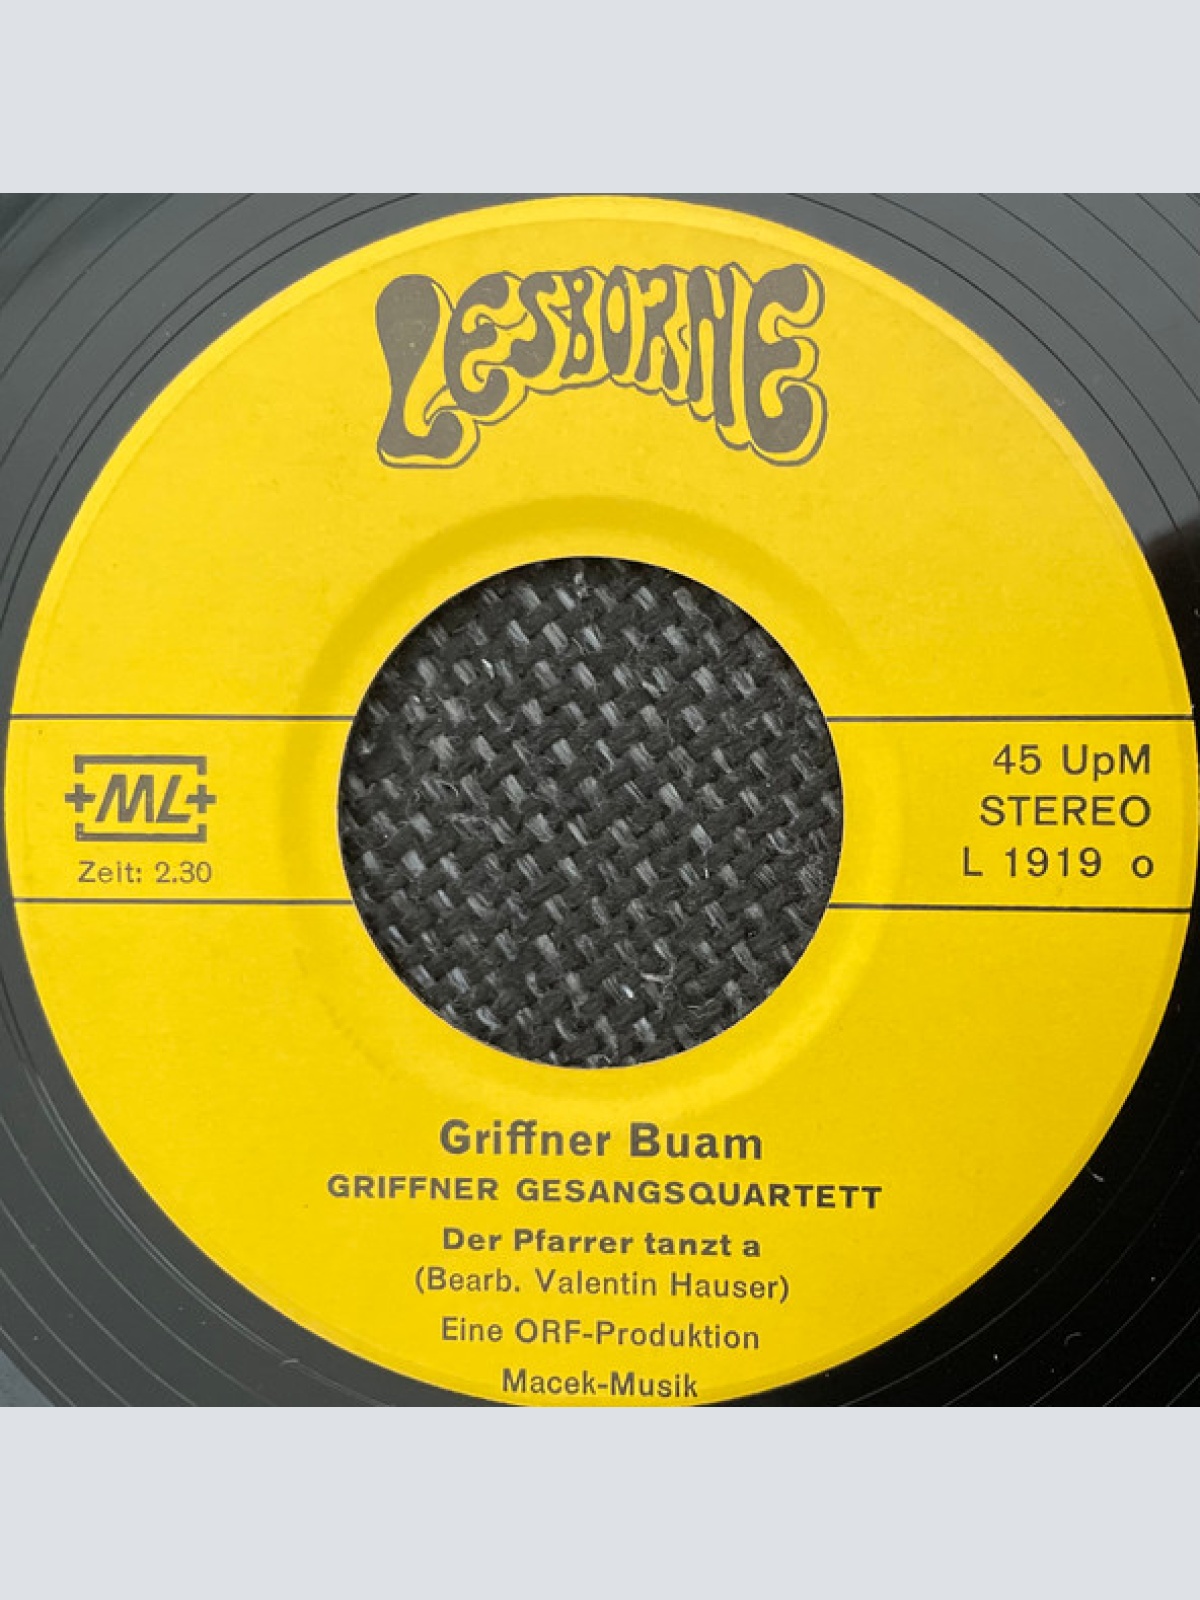 LESBORNE
+ML+
Zeit: 2.30
45 UpM
STEREO
L 1919 o
Griffner Buam
GRIFFNER GESANGSQUARTETT
Der Pfarrer tanzt a
(Bearb. Valentin Hauser)
Eine ORF-Produktion
Macek-Musik